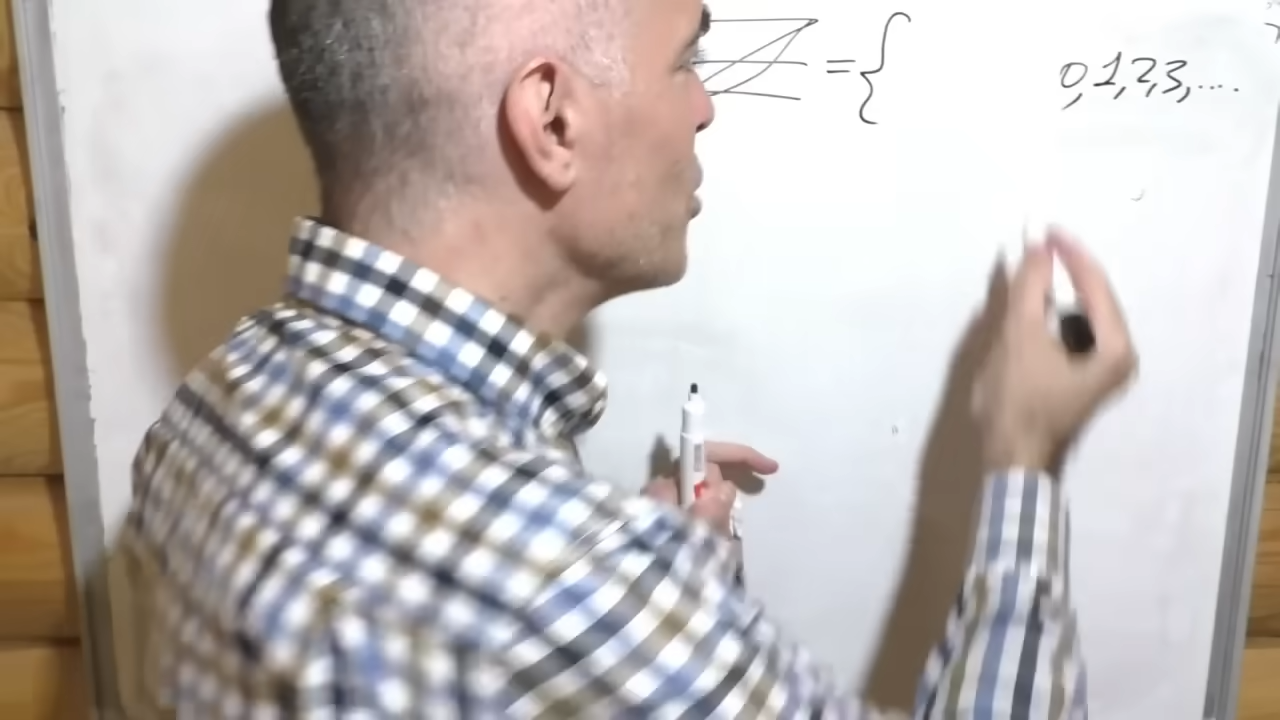 Z = { 0,1,2,3,....